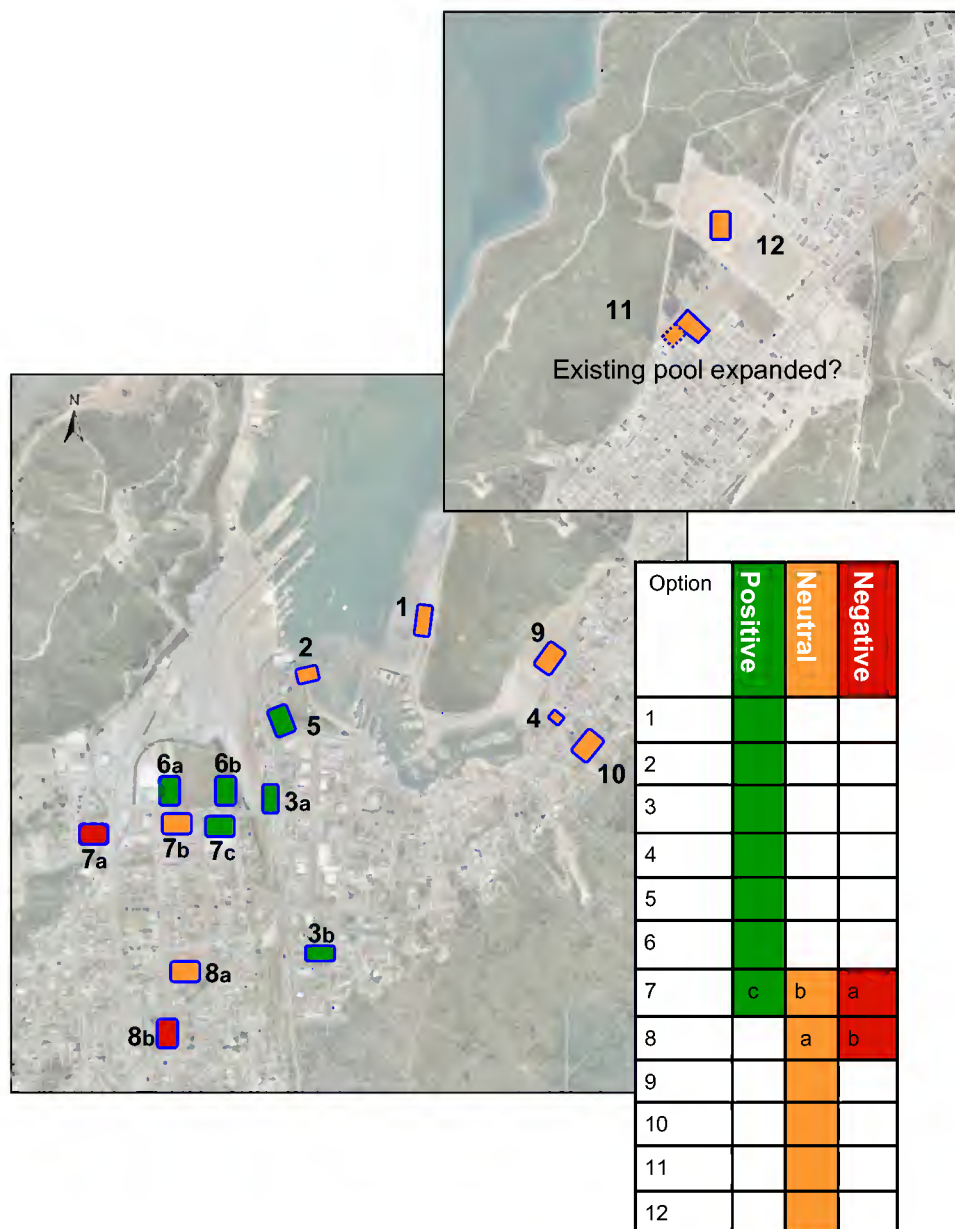 12
11
Existing pool expanded?
N
1
2
9
4
5
10
6a 6b
3a
7a 7b 7c
3b
8a
8b
Option Positive Neutral Negative
1
2
3
4
5
6
7 c b a
8 a b
9
10
11
12